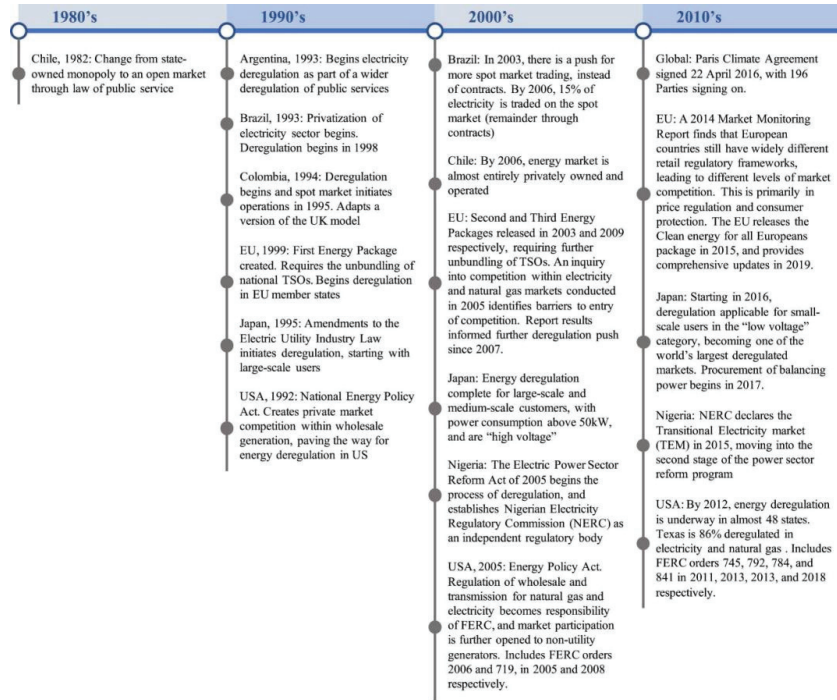 1980’s
1990’s
2000’s
2010’s
Chile, 1982: Change from state-
owned monopoly to an open market
through law of public service
Argentina, 1993: Begins electricity
deregulation as part of a wider
deregulation of public services
Brazil, 1993: Privatization of
electricity sector begins.
Deregulation begins in 1998
Colombia, 1994: Deregulation
begins and spot market initiates
operations in 1995. Adapts a
version of the UK model
EU, 1999: First Energy Package
created. Requires the unbundling of
national TSOs. Begins deregulation
in EU member states
Japan, 1995: Amendments to the
Electric Utility Industry Law
initiates deregulation, starting with
large-scale users
USA, 1992: National Energy Policy
Act. Creates private market
competition within wholesale
generation, paving the way for
energy deregulation in US
Brazil: In 2003, there is a push for
more spot market trading, instead
of contracts. By 2006, 15% of
electricity is traded on the spot
market (remainder through
contracts)
Chile: By 2006, energy market is
almost entirely privately owned and
operated
EU: Second and Third Energy
Packages released in 2003 and 2009
respectively, requiring further
unbundling of TSOs. An inquiry
into competition within electricity
and natural gas markets conducted
in 2005 identifies barriers to entry
of competition. Report results
informed further deregulation push
since 2007.
Japan: Energy deregulation
complete for large-scale and
medium-scale customers, with
power consumption above 50kW,
and are “high voltage”
Nigeria: The Electric Power Sector
Reform Act of 2005 begins the
process of deregulation, and
establishes Nigerian Electricity
Regulatory Commission (NERC) as
an independent regulatory body
USA, 2005: Energy Policy Act.
Regulation of wholesale and
transmission for natural gas and
electricity becomes responsibility
of FERC, and market participation
is further opened to non-utility
generators. Includes FERC orders
2006 and 719, in 2005 and 2008
respectively.
Global: Paris Climate Agreement
signed 22 April 2016, with 196
Parties signing on.
EU: A 2014 Market Monitoring
Report finds that European
countries still have widely different
retail regulatory frameworks,
leading to different levels of market
competition. This is primarily in
price regulation and consumer
protection. The EU releases the
Clean energy for all Europeans
package in 2015, and provides
comprehensive updates in 2019.
Japan: Starting in 2016,
deregulation applicable for small-
scale users in the “low voltage”
category, becoming one of the
world’s largest deregulated
markets. Procurement of balancing
power begins in 2017.
Nigeria: NERC declares the
Transitional Electricity market
(TEM) in 2015, moving into the
second stage of the power sector
reform program
USA: By 2012, energy deregulation
is underway in almost 48 states.
Texas is 86% deregulated in
electricity and natural gas . Includes
FERC orders 745, 792, 784, and
841 in 2011, 2013, 2013, and 2018
respectively.